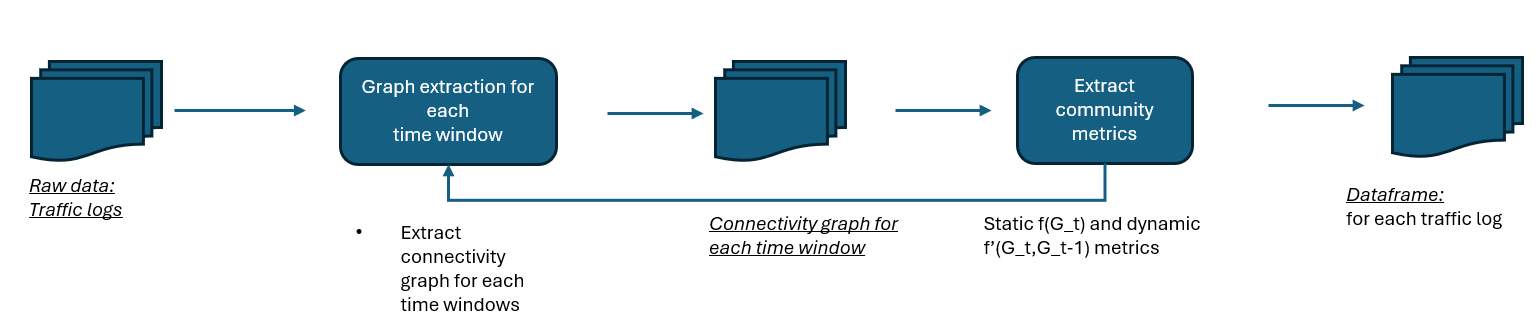 Graph extraction for
each
time window
Extract
community
metrics
Raw data:
Traffic logs
• Extract
connectivity
graph for each
time windows
Connectivity graph for
each time window
Static f(G_t) and dynamic
f’(G_t,G_t-1) metrics
Dataframe:
for each traffic log